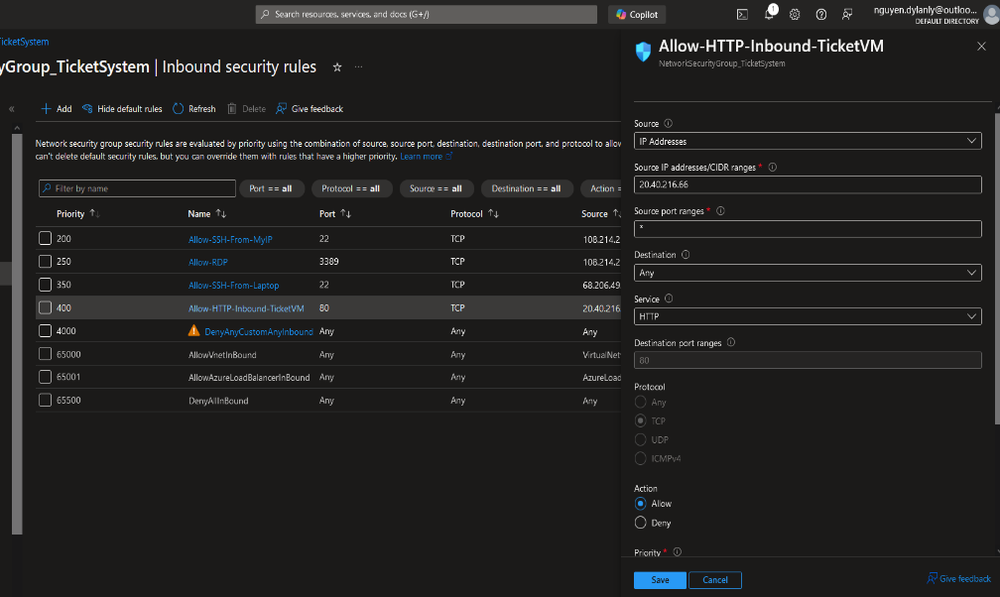 Search resources, services, and docs (G+/)
Copilot
1
nguyen.dylanly@outloo...
DEFAULT DIRECTORY
TicketSystem
yGroup_TicketSystem | Inbound security rules
Add
Hide default rules
Refresh
Delete
Give feedback
Network security group security rules are evaluated by priority using the combination of source, source port, destination, destination port, and protocol to allow
can't delete default security rules, but you can override them with rules that have a higher priority. Learn more
Filter by name
Port == all
Protocol == all
Source == all
Destination == all
Action =
Priority ↑↓ Name ↑↓ Port ↑↓ Protocol ↑↓ Source ↑↓
200 Allow-SSH-From-MyIP 22 TCP 108.214.2
250 Allow-RDP 3389 TCP 108.214.2
350 Allow-SSH-From-Laptop 22 TCP 68.206.49
400 Allow-HTTP-Inbound-TicketVM 80 TCP 20.40.216
4000 DenyAnyCustomAnyInbound Any Any Any
65000 AllowVnetInBound Any Any VirtualNet
65001 AllowAzureLoadBalancerInBound Any Any AzureLoad
65500 DenyAllInBound Any Any Any
Allow-HTTP-Inbound-TicketVM
NetworkSecurityGroup_TicketSystem
Source
IP Addresses
Source IP addresses/CIDR ranges *
20.40.216.66
Source port ranges *
*
Destination
Any
Service
HTTP
Destination port ranges
80
Protocol
Any
TCP
UDP
ICMPv4
Action
Allow
Deny
Priority *
Save
Cancel
Give feedback